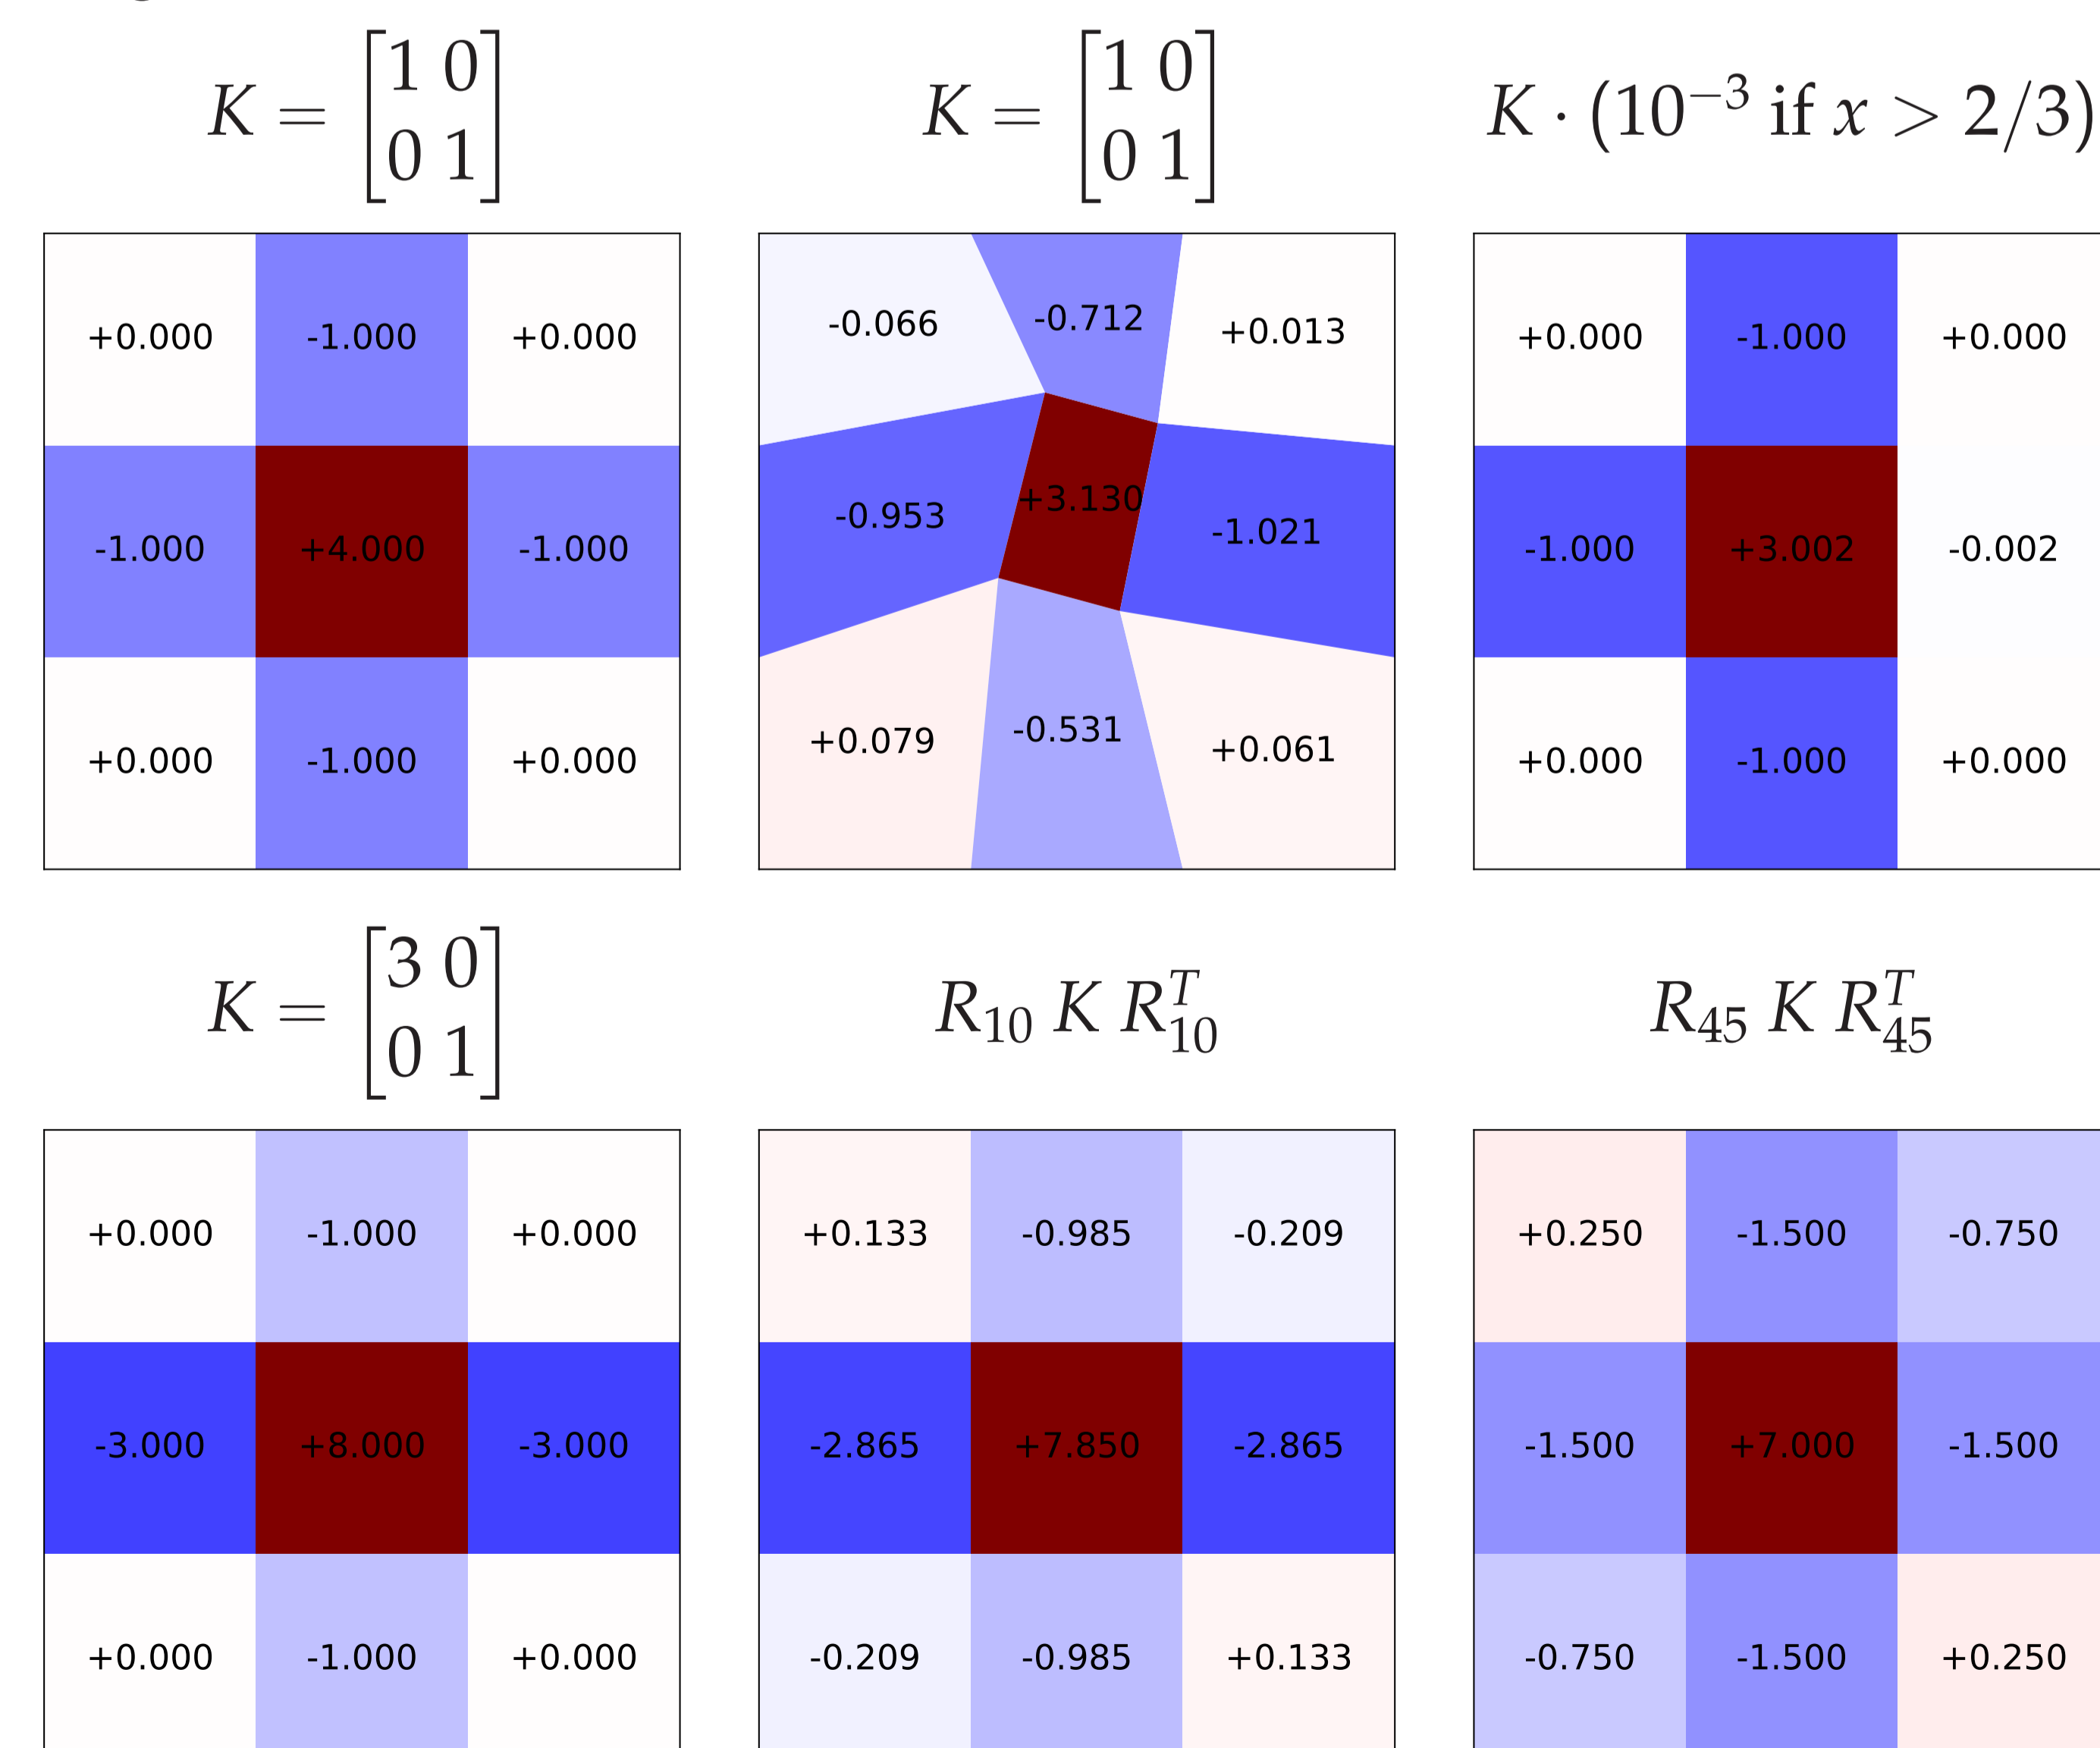 K = [1 0
0 1]
K = [1 0
0 1]
K · (10⁻³ if x > 2/3)
+0.000 -1.000 +0.000
-1.000 +4.000 -1.000
+0.000 -1.000 +0.000
-0.066 -0.712 +0.013
-0.953 +3.130 -1.021
+0.079 -0.531 +0.061
+0.000 -1.000 +0.000
-1.000 +3.002 -0.002
+0.000 -1.000 +0.000
K = [3 0
0 1]
R₁₀ K R₁₀ᵀ
R₄₅ K R₄₅ᵀ
+0.000 -1.000 +0.000
-3.000 +8.000 -3.000
+0.000 -1.000 +0.000
+0.133 -0.985 -0.209
-2.865 +7.850 -2.865
-0.209 -0.985 +0.133
+0.250 -1.500 -0.750
-1.500 +7.000 -1.500
-0.750 -1.500 +0.250